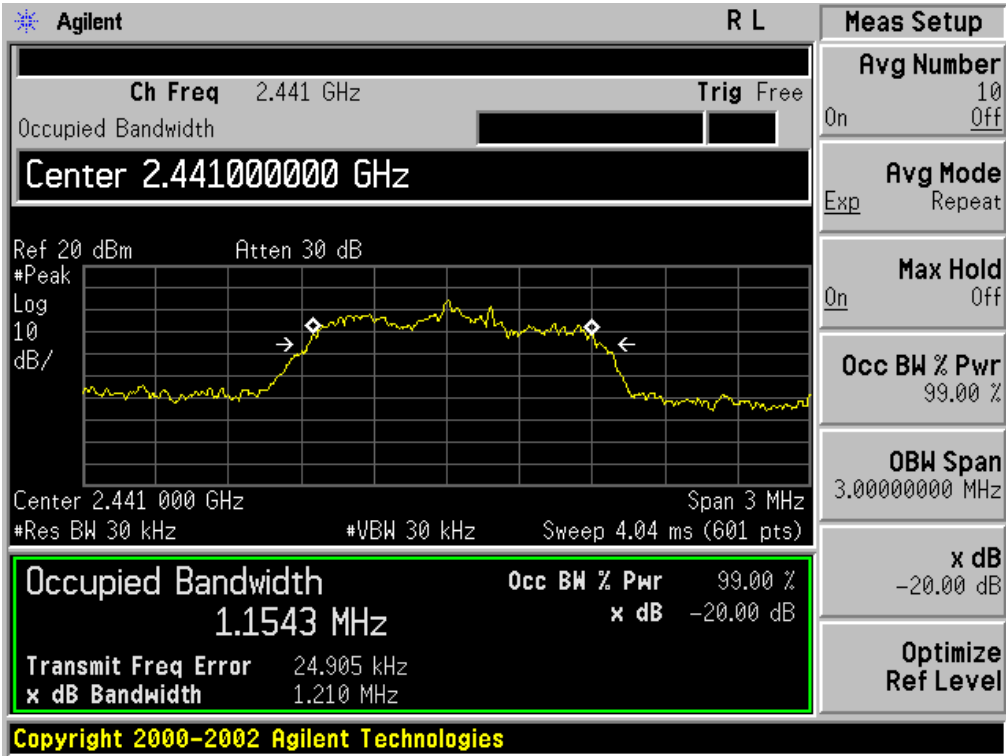 Agilent R L
Ch Freq 2.441 GHz Trig Free
Occupied Bandwidth
Center 2.441000000 GHz
Ref 20 dBm Atten 30 dB
#Peak
Log
10
dB/
Center 2.441 000 GHz Span 3 MHz
#Res BW 30 kHz #VBW 30 kHz Sweep 4.04 ms (601 pts)
Occupied Bandwidth Occ BW % Pwr 99.00 %
1.1543 MHz x dB -20.00 dB
Transmit Freq Error 24.905 kHz
x dB Bandwidth 1.210 MHz
Copyright 2000-2002 Agilent Technologies
Meas Setup
Avg Number
10
On Off
Avg Mode
Exp Repeat
Max Hold
On Off
Occ BW % Pwr
99.00 %
OBW Span
3.00000000 MHz
x dB
-20.00 dB
Optimize
Ref Level